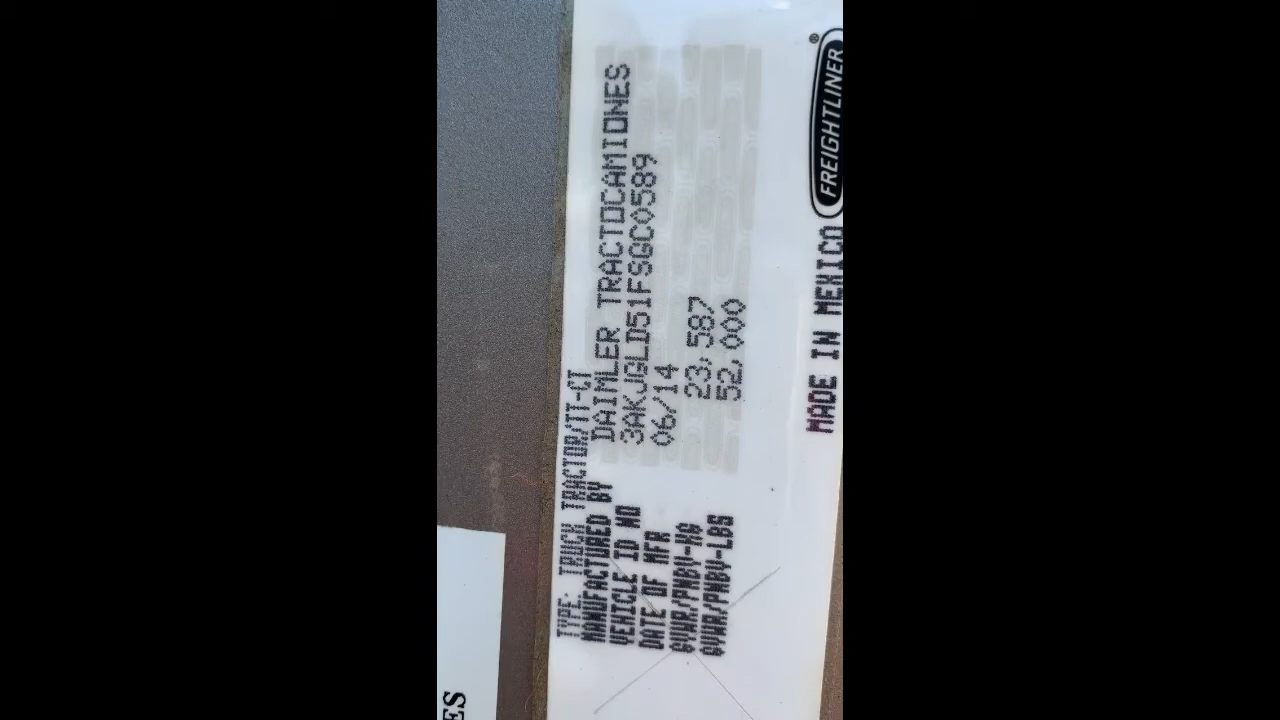 TYPE: TRUCK TRACTOR/TT-CT
MANUFACTURED BY DAIMLER TRACTOCAMIONES
VEHICLE ID NO 3AKJGLD51FSGC0589
DATE OF MFR 06/14
GVWR/PNBV-KG 23,587
GVWR/PNBV-LBS 52,000
MADE IN MEXICO FREIGHTLINER®
ES